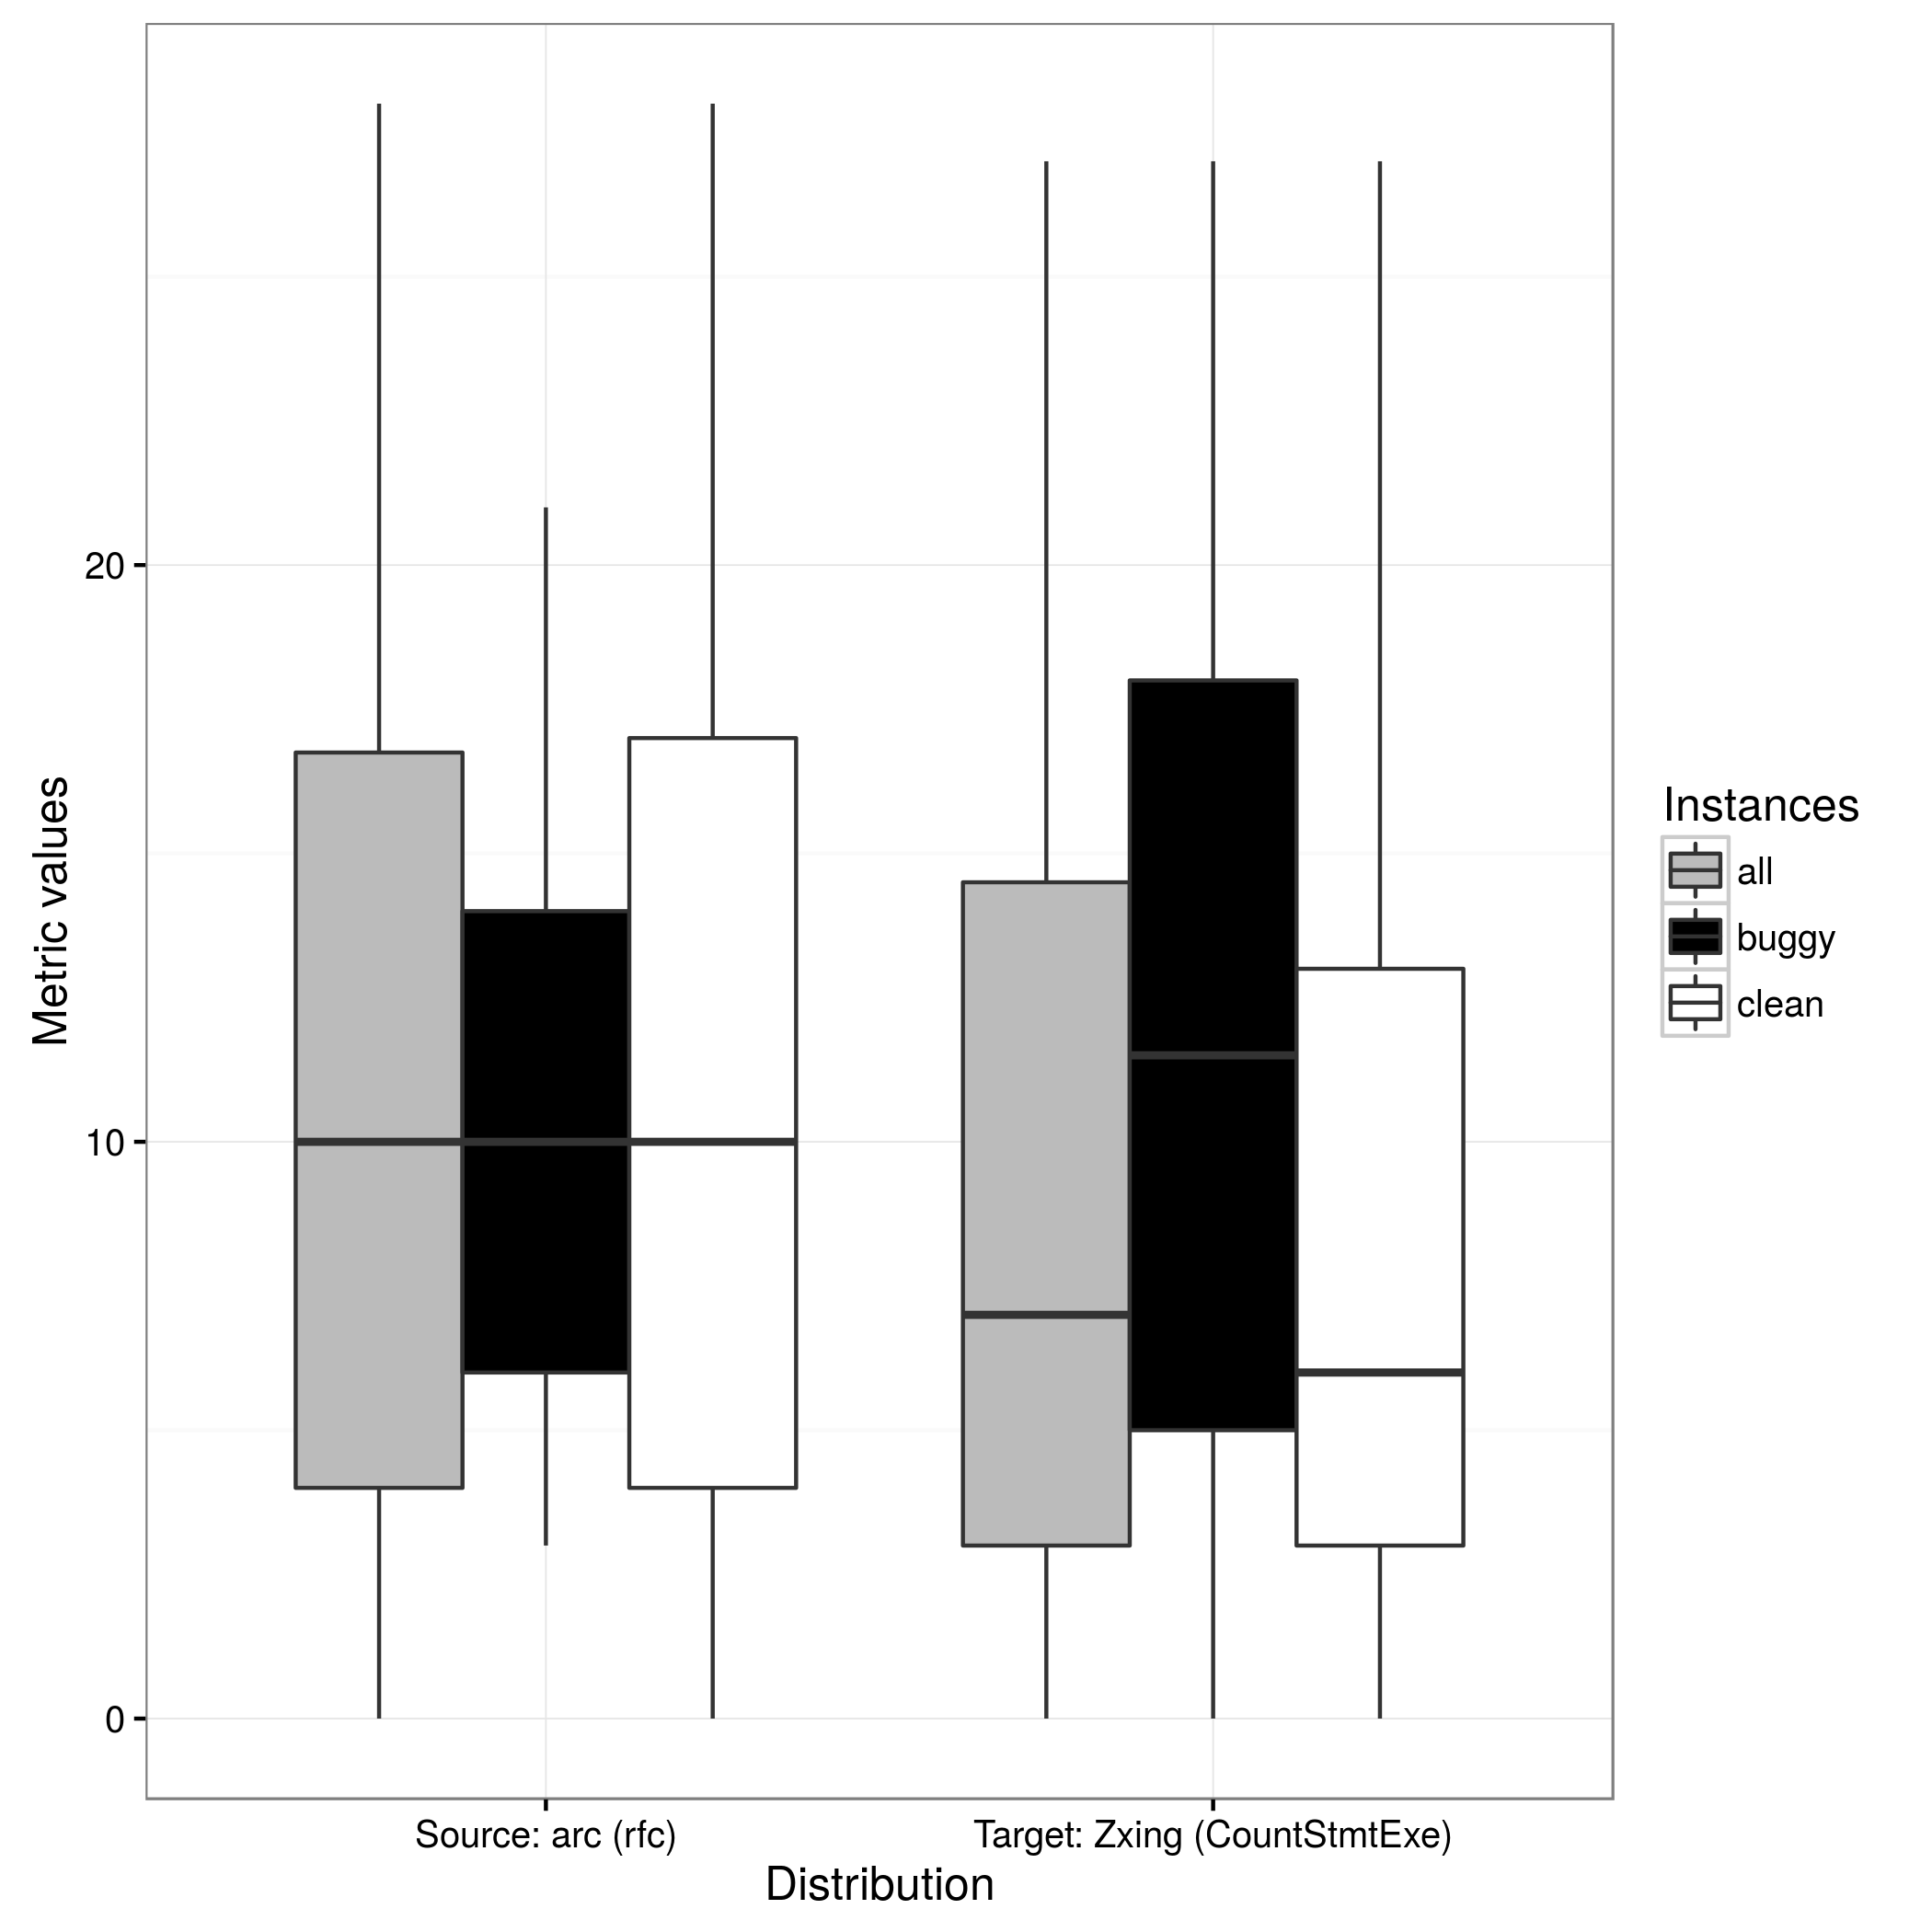 Metric values
20
10
0
Source: arc (rfc)
Target: Zxing (CountStmtExe)
Distribution
Instances
all
buggy
clean